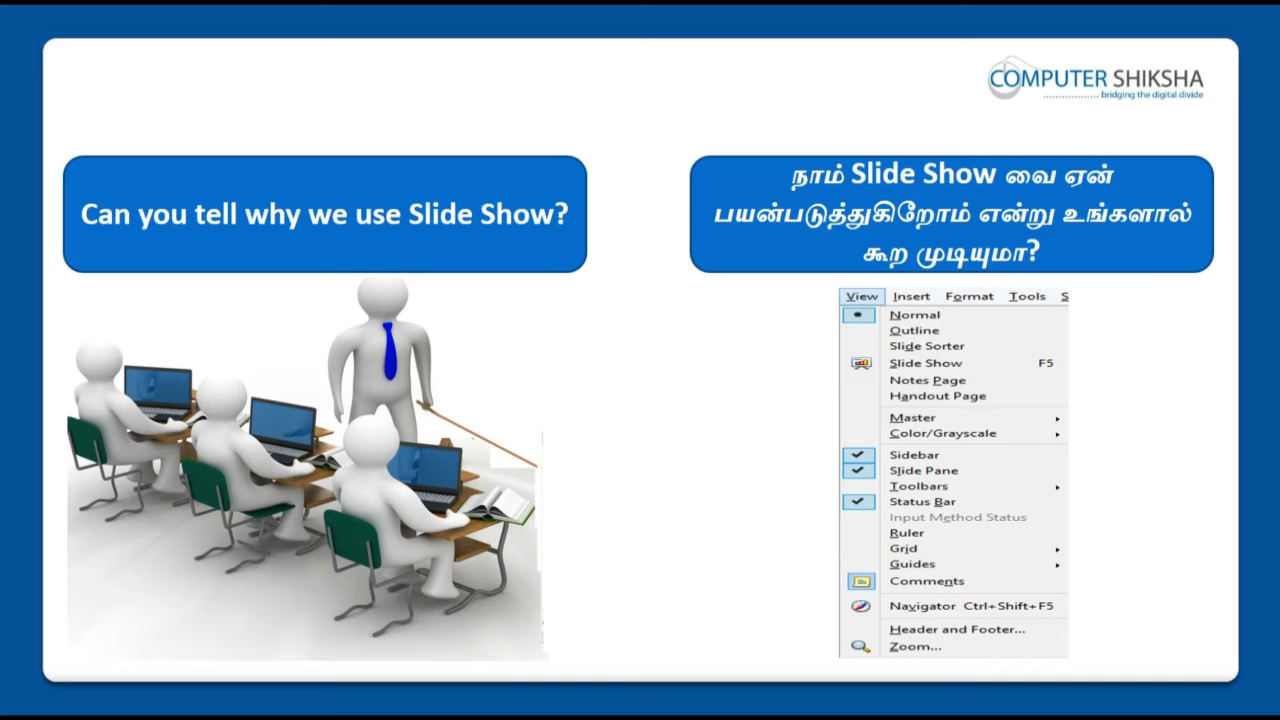 COMPUTER SHIKSHA
bridging the digital divide
Can you tell why we use Slide Show?
நாம் Slide Show வை ஏன்
பயன்படுத்துகிறோம் என்று உங்களால்
கூற முடியுமா?
View Insert Format Tools S
Normal
Outline
Slide Sorter
Slide Show F5
Notes Page
Handout Page
Master
Color/Grayscale
Sidebar
Slide Pane
Toolbars
Status Bar
Input Method Status
Ruler
Grid
Guides
Comments
Navigator Ctrl+Shift+F5
Header and Footer...
Zoom...